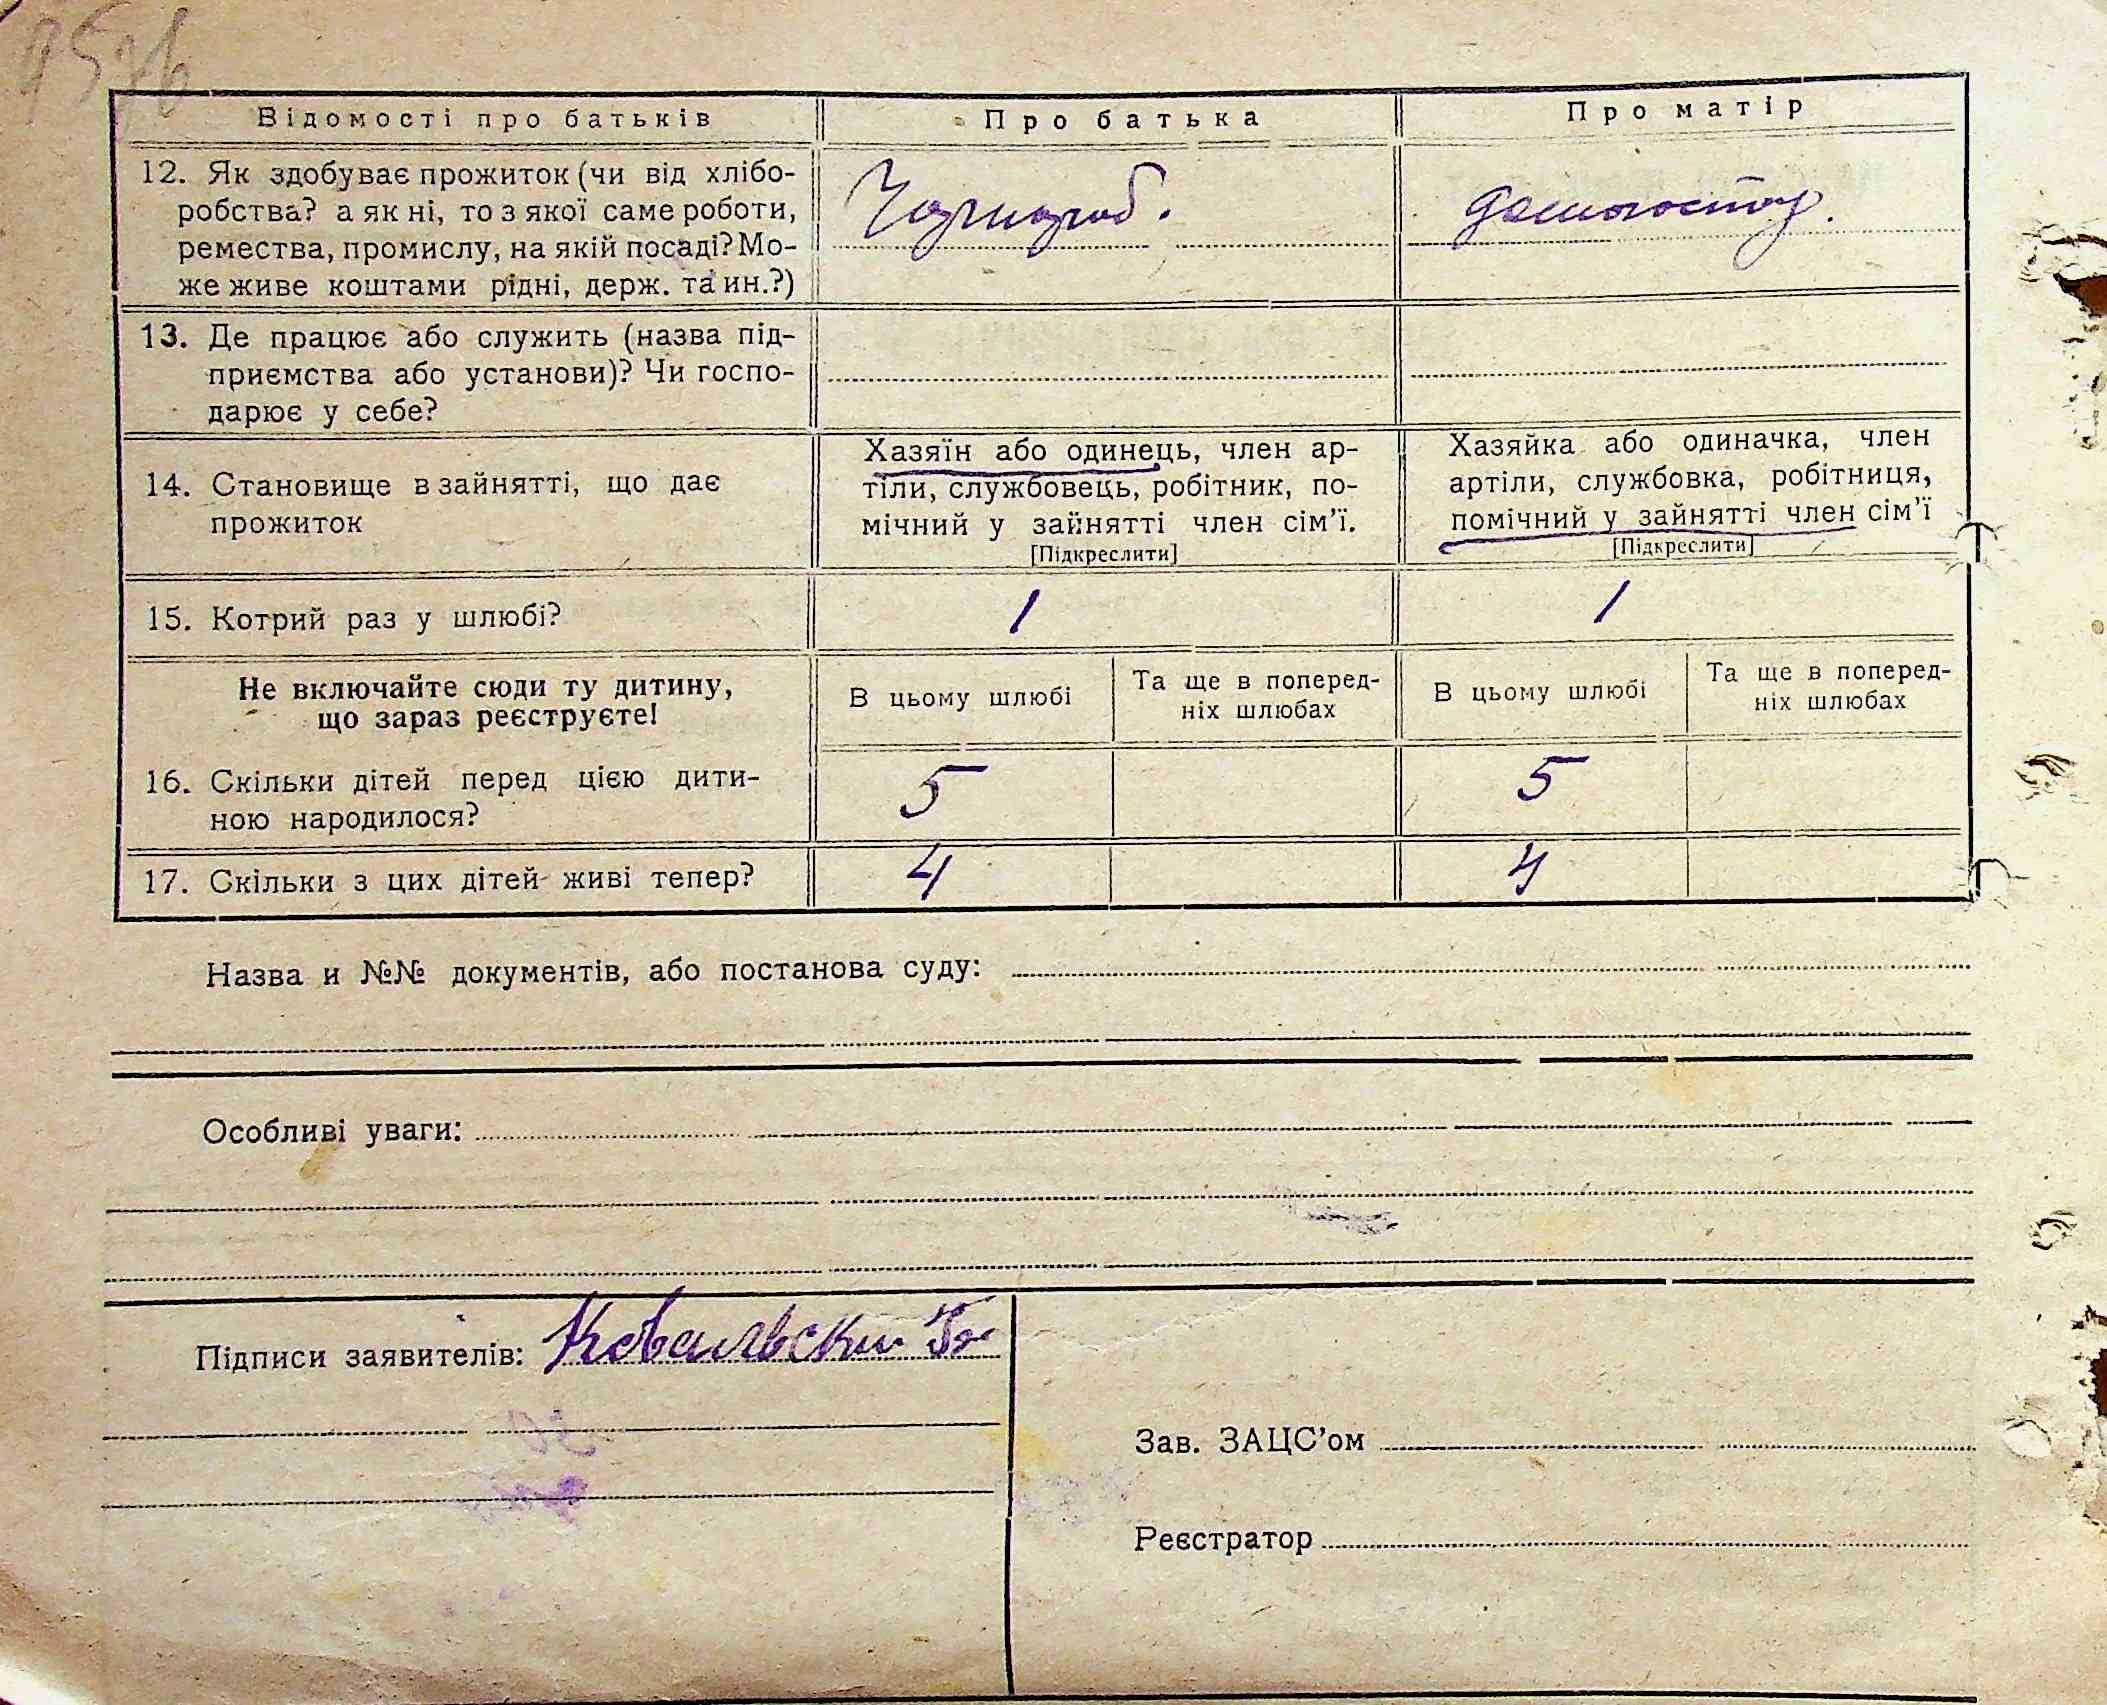 Відомості про батьків
Про батька
Про матір
12. Як здобуває прожиток (чи від хлібо-
робства? а як ні, то з якої саме роботи,
ремества, промислу, на якій посаді? Мо-
же живе коштами рідні, держ. та ин.?)
Чорнороб.
домогоспод.
13. Де працює або служить (назва під-
приємства або установи)? Чи госпо-
дарює у себе?
14. Становище в зайнятті, що дає
прожиток
Хазяїн або одинець, член ар-
тіли, службовець, робітник, по-
мічний у зайнятті член сім’ї.
[Підкреслити]
Хазяйка або одиначка, член
артіли, службовка, робітниця,
помічний у зайнятті член сім’ї
[Підкреслити]
15. Котрий раз у шлюбі?
1
1
Не включайте сюди ту дитину,
що зараз реєструєте!
В цьому шлюбі
Та ще в поперед-
ніх шлюбах
В цьому шлюбі
Та ще в поперед-
ніх шлюбах
16. Скільки дітей перед цією дити-
ною народилося?
5
5
17. Скільки з цих дітей живі тепер?
4
4
Назва и №№ документів, або постанова суду:
Особливі уваги:
Підписи заявителів: Ковальский
Зав. ЗАЦС’ом
Реєстратор